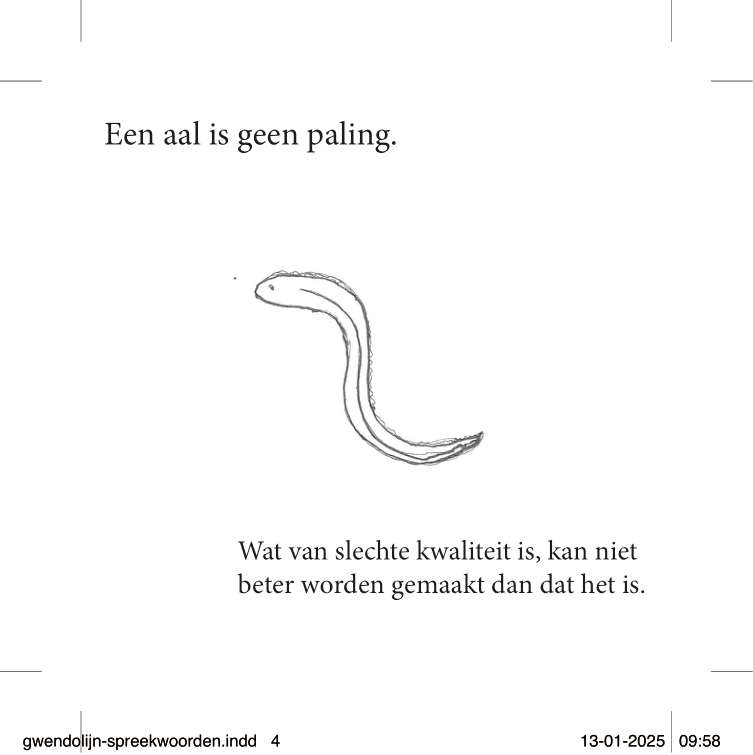 Een aal is geen paling.
Wat van slechte kwaliteit is, kan niet
beter worden gemaakt dan dat het is.
gwendolijn-spreekwoorden.indd 4 13-01-2025 09:58